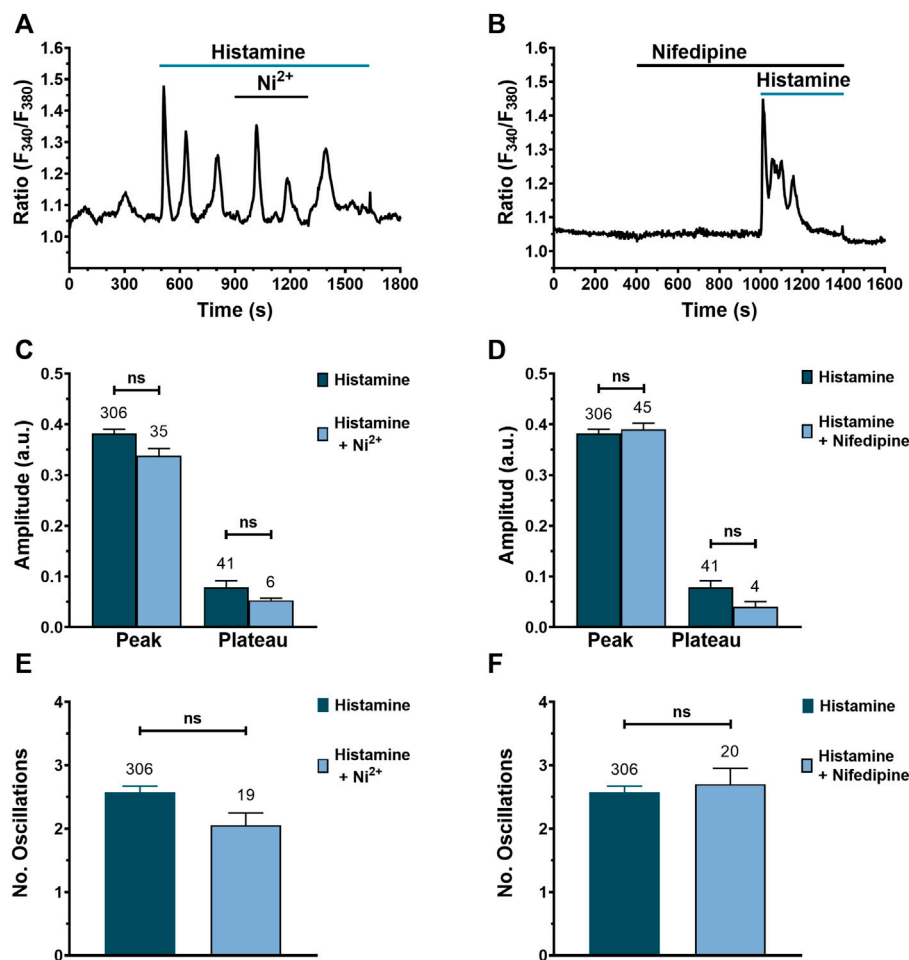 A
Histamine
Ni²⁺
Ratio (F₃₄₀/F₃₈₀)
1.6
1.5
1.4
1.3
1.2
1.1
1.0
0 300 600 900 1200 1500 1800
Time (s)
B
Nifedipine
Histamine
Ratio (F₃₄₀/F₃₈₀)
1.6
1.5
1.4
1.3
1.2
1.1
1.0
0 200 400 600 800 1000 1200 1400 1600
Time (s)
C
Amplitude (a.u.)
0.5
0.4
0.3
0.2
0.1
0.0
ns
306
35
ns
41
6
Peak Plateau
Histamine
Histamine
+ Ni²⁺
D
Amplitud (a.u.)
0.5
0.4
0.3
0.2
0.1
0.0
ns
306
45
ns
41
4
Peak Plateau
Histamine
Histamine
+ Nifedipine
E
No. Oscillations
4
3
2
1
0
ns
306
19
Histamine
Histamine
+ Ni²⁺
F
No. Oscillations
4
3
2
1
0
ns
306
20
Histamine
Histamine
+ Nifedipine